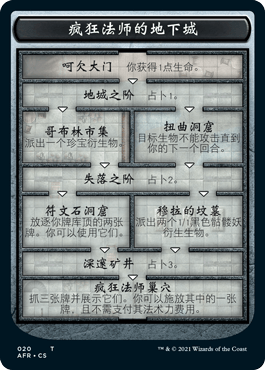 疯狂法师的地下城
呵欠大门 你获得1点生命。
地城之阶 占卜1。
哥布林市集
派出一个珍宝衍生物。
扭曲洞窟
目标生物不能攻击直到
你的下一个回合。
失落之阶 占卜2。
符文石洞窟
放逐你牌库顶的两张
牌。你可以使用它们。
穆拉的坟墓
派出两个1/1黑色骷髅妖
衍生生物。
深邃矿井 占卜3。
疯狂法师巢穴
抓三张牌并展示它们。你可以施放其中的一张
牌，且不需支付其法术力费用。
020 T
AFR • CS
™ & © 2021 Wizards of the Coast